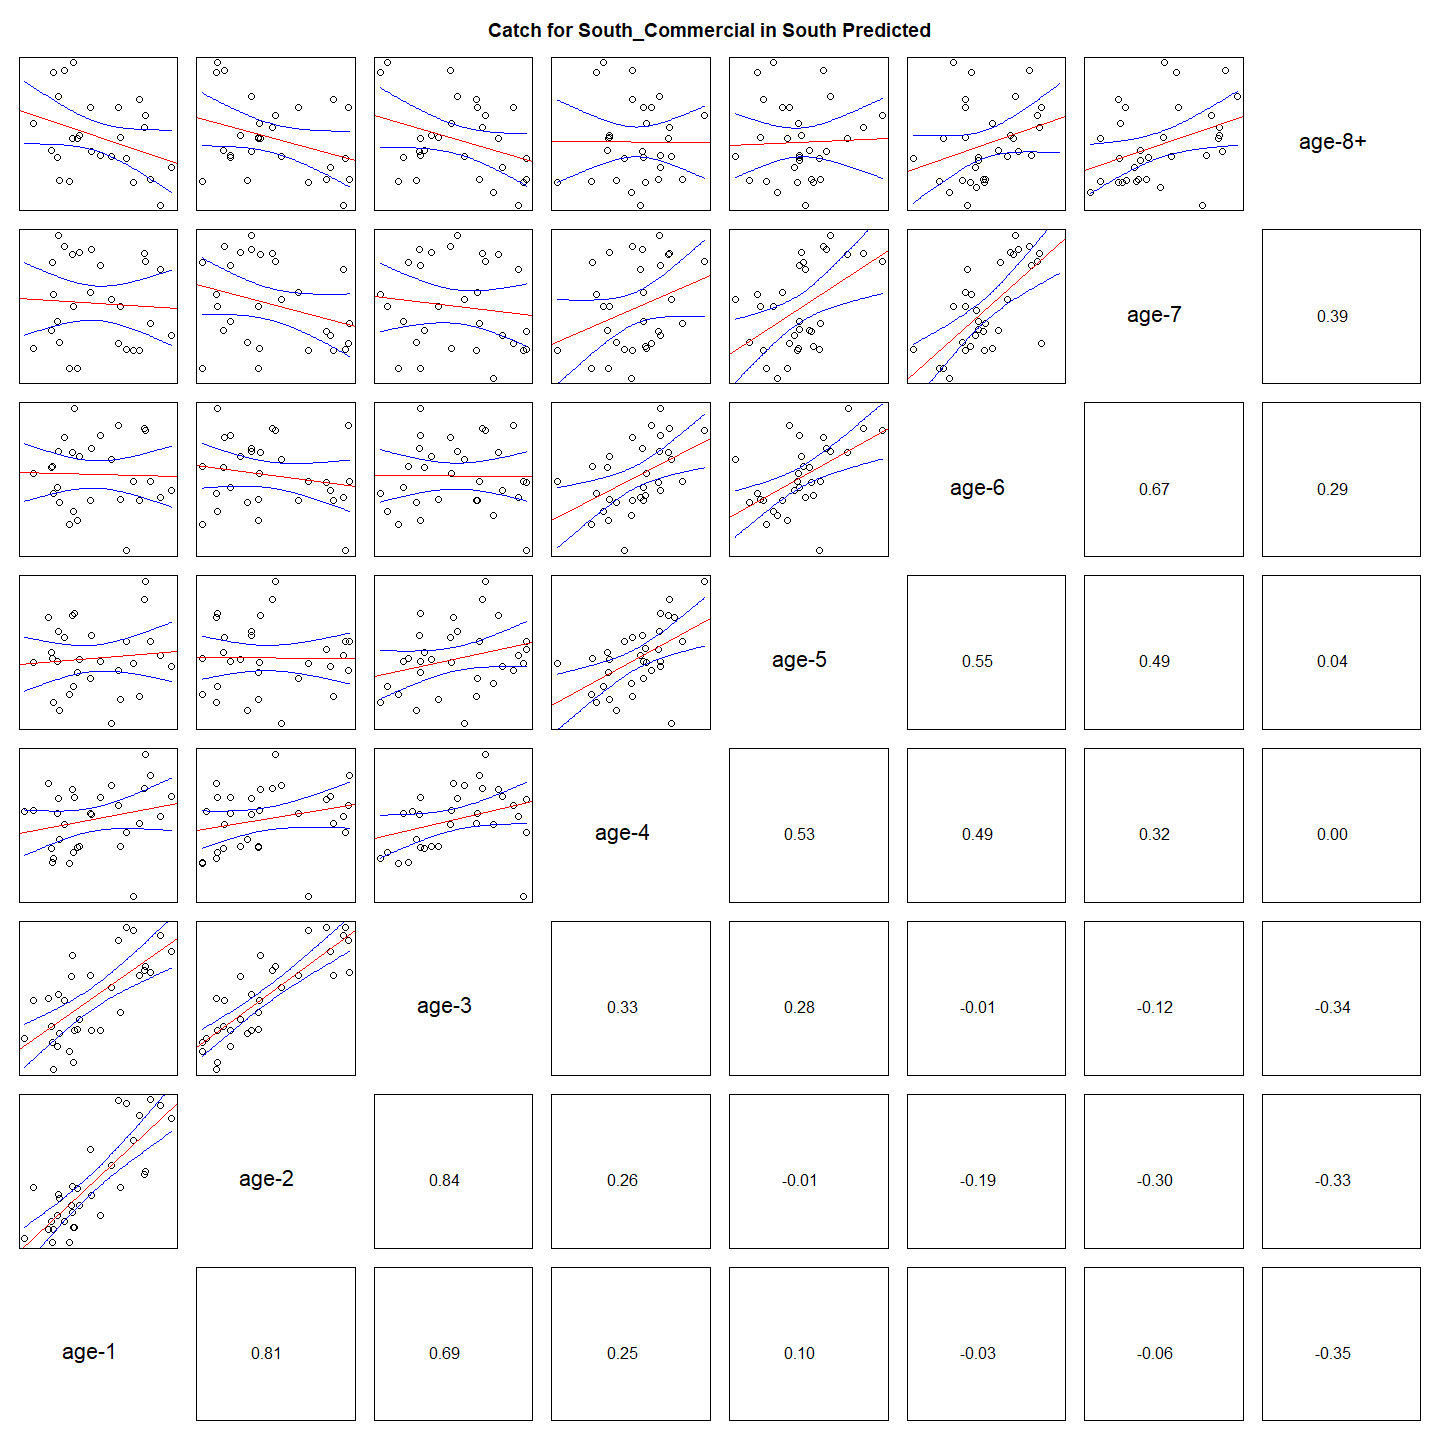 Catch for South_Commercial in South Predicted
age-8+
age-7 0.39
age-6 0.67 0.29
age-5 0.55 0.49 0.04
age-4 0.53 0.49 0.32 0.00
age-3 0.33 0.28 -0.01 -0.12 -0.34
age-2 0.84 0.26 -0.01 -0.19 -0.30 -0.33
age-1 0.81 0.69 0.25 0.10 -0.03 -0.06 -0.35